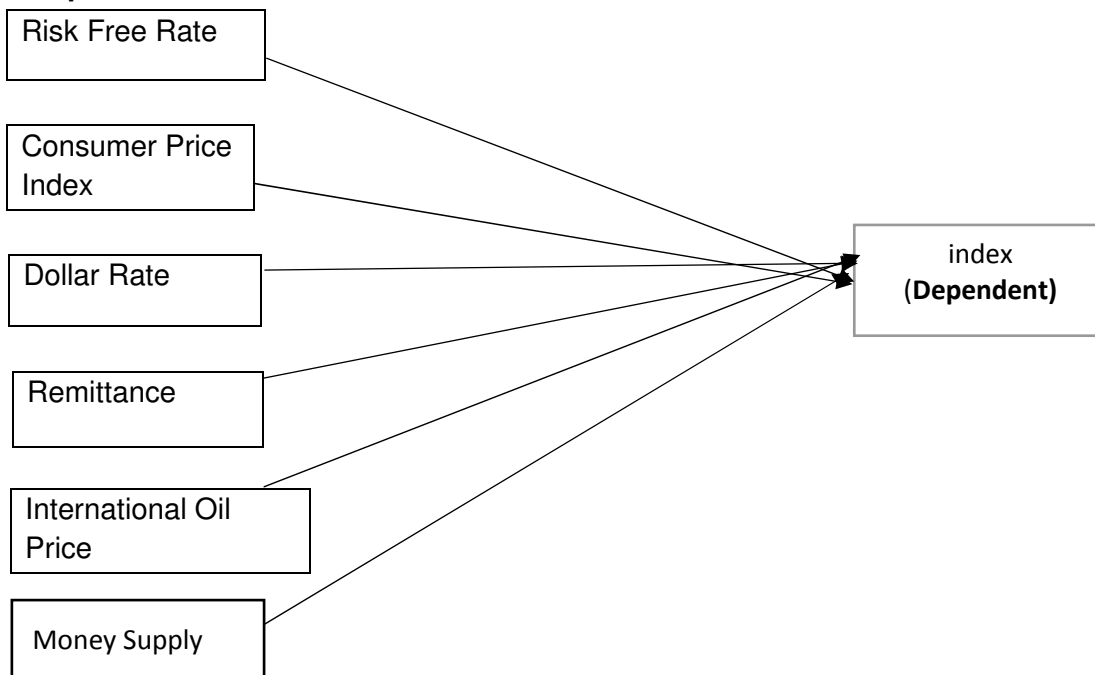 Risk Free Rate
Consumer Price
Index
Dollar Rate
index
(Dependent)
Remittance
International Oil
Price
Money Supply